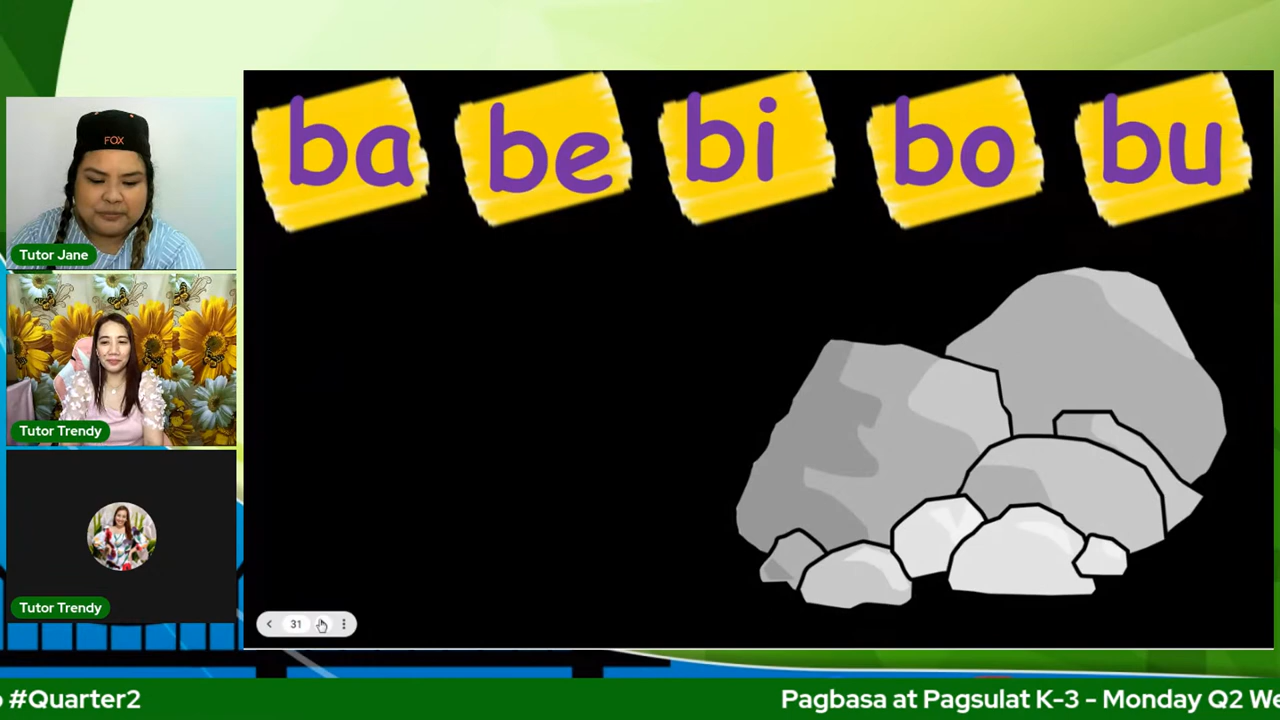 ba be bi bo bu
FOX
Tutor Jane
Tutor Trendy
Tutor Trendy
31
#Quarter2
Pagbasa at Pagsulat K-3 - Monday Q2